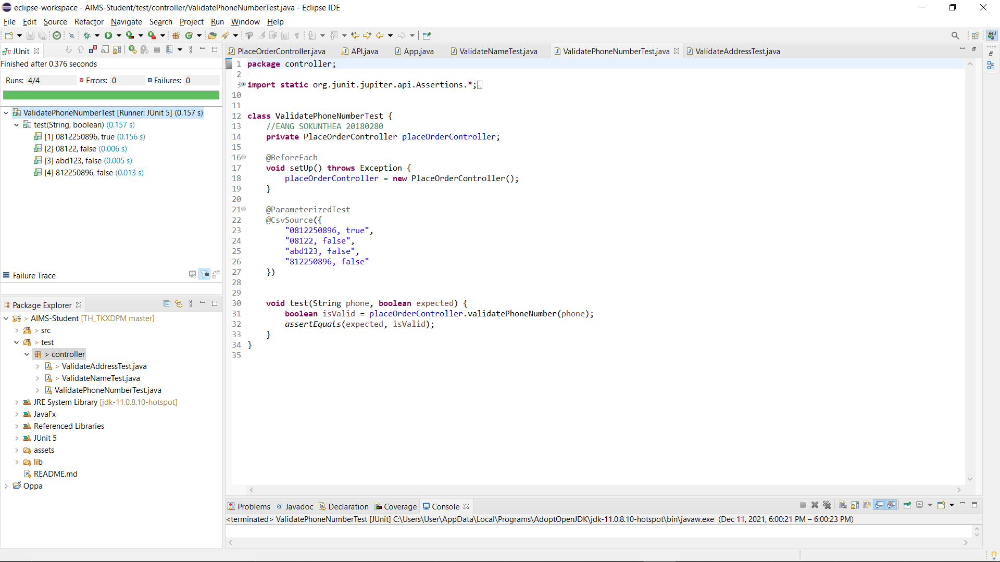 eclipse-workspace - AIMS-Student/test/controller/ValidatePhoneNumberTest.java - Eclipse IDE
File Edit Source Refactor Navigate Search Project Run Window Help
JUnit
Finished after 0.376 seconds
Runs: 4/4 Errors: 0 Failures: 0
ValidatePhoneNumberTest [Runner: JUnit 5] (0.157 s)
test(String, boolean) (0.157 s)
[1] 0812250896, true (0.156 s)
[2] 08122, false (0.006 s)
[3] abd123, false (0.005 s)
[4] 812250896, false (0.013 s)
Failure Trace
Package Explorer
> AIMS-Student [TH_TKXDPM master]
> src
> test
> controller
> ValidateAddressTest.java
> ValidateNameTest.java
ValidatePhoneNumberTest.java
JRE System Library [jdk-11.0.8.10-hotspot]
JavaFx
Referenced Libraries
JUnit 5
assets
lib
README.md
Oppa
PlaceOrderController.java API.java App.java ValidateNameTest.java ValidatePhoneNumberTest.java ValidateAddressTest.java
1 package controller;
2
3 import static org.junit.jupiter.api.Assertions.*;
10
11
12 class ValidatePhoneNumberTest {
13 //EANG SOKUNTHEA 20180280
14 private PlaceOrderController placeOrderController;
15
16 @BeforeEach
17 void setUp() throws Exception {
18 placeOrderController = new PlaceOrderController();
19 }
20
21 @ParameterizedTest
22 @CsvSource({
23 "0812250896, true",
24 "08122, false",
25 "abd123, false",
26 "812250896, false"
27 })
28
29
30 void test(String phone, boolean expected) {
31 boolean isValid = placeOrderController.validatePhoneNumber(phone);
32 assertEquals(expected, isValid);
33 }
34 }
35
Problems @ Javadoc Declaration Coverage Console
<terminated> ValidatePhoneNumberTest [JUnit] C:\Users\User\AppData\Local\Programs\AdoptOpenJDK\jdk-11.0.8.10-hotspot\bin\javaw.exe (Dec 11, 2021, 6:00:21 PM – 6:00:23 PM)